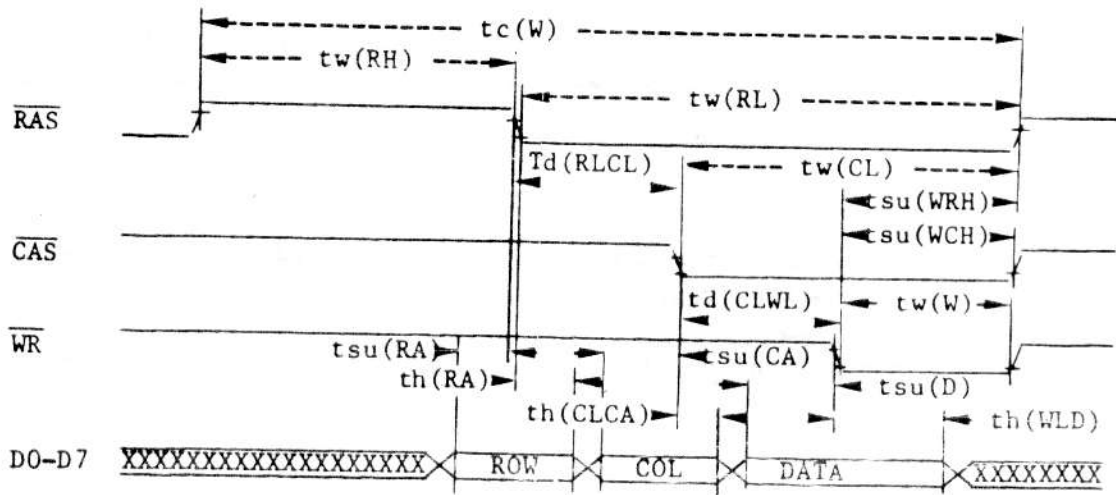 tc(W)
tw(RH)
RAS
tw(RL)
Td(RLCL)
tw(CL)
tsu(WRH)
CAS
tsu(WCH)
td(CLWL)
tw(W)
WR
tsu(RA)
tsu(CA)
th(RA)
tsu(D)
th(CLCA)
th(WLD)
D0-D7 XXXXXXXXXXXXXXXXXXX ROW COL DATA XXXXXXXX